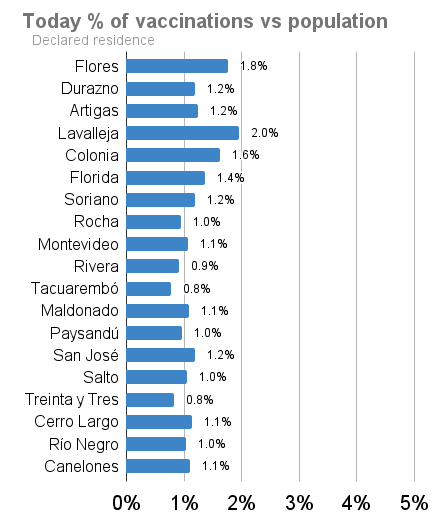 Today % of vaccinations vs population
Declared residence
Flores 1.8%
Durazno 1.2%
Artigas 1.2%
Lavalleja 2.0%
Colonia 1.6%
Florida 1.4%
Soriano 1.2%
Rocha 1.0%
Montevideo 1.1%
Rivera 0.9%
Tacuarembó 0.8%
Maldonado 1.1%
Paysandú 1.0%
San José 1.2%
Salto 1.0%
Treinta y Tres 0.8%
Cerro Largo 1.1%
Río Negro 1.0%
Canelones 1.1%
0% 1% 2% 3% 4% 5%